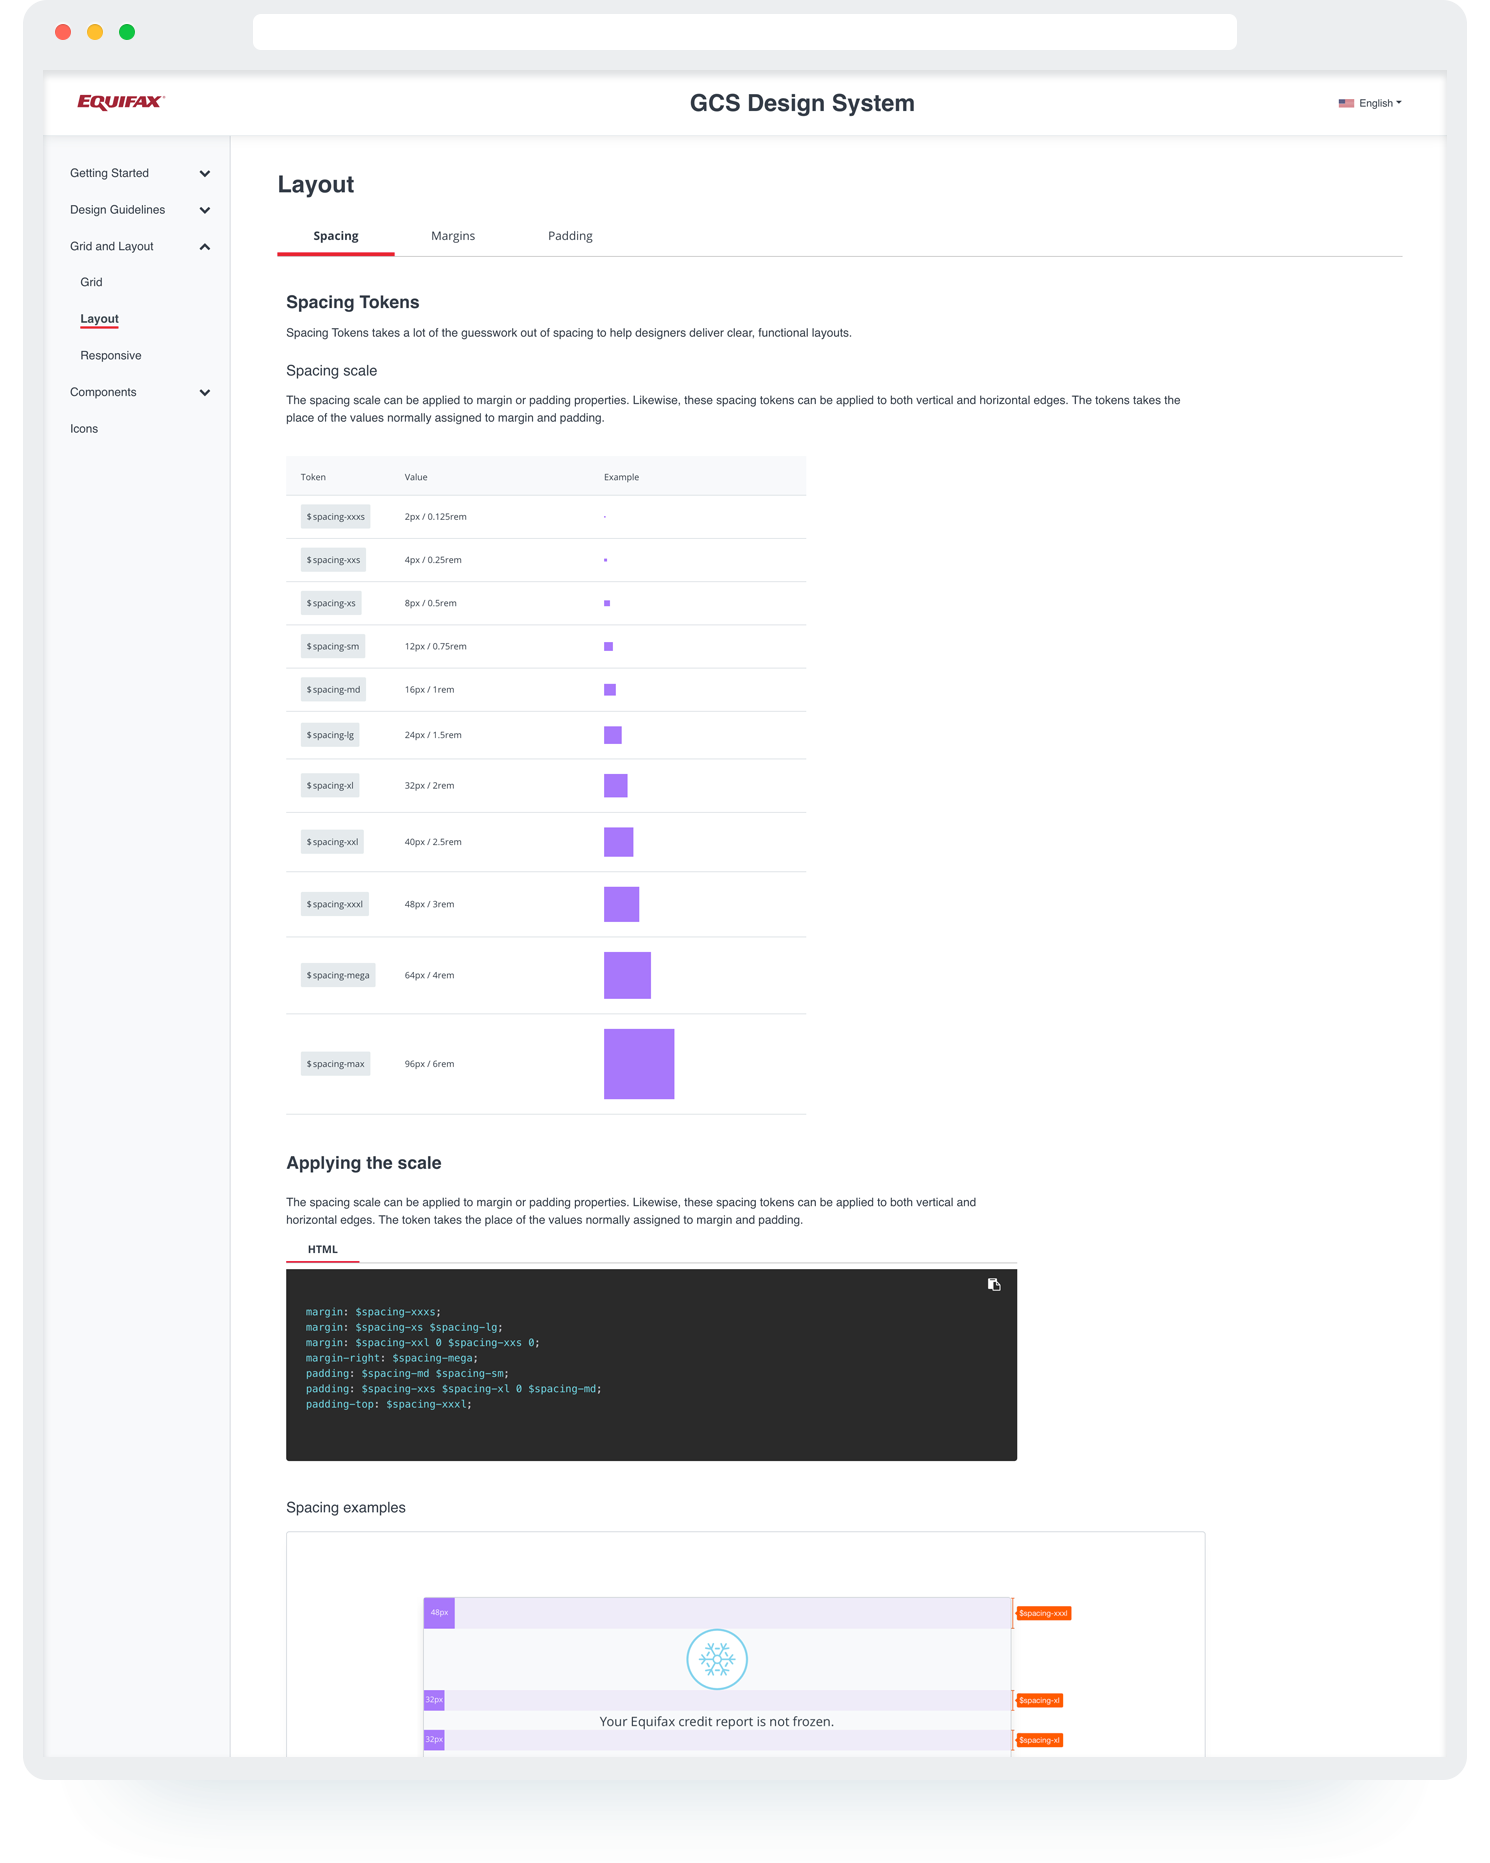 EQUIFAX
GCS Design System
English
Getting Started
Design Guidelines
Grid and Layout
Grid
Layout
Responsive
Components
Icons
Layout
Spacing Margins Padding
Spacing Tokens
Spacing Tokens takes a lot of the guesswork out of spacing to help designers deliver clear, functional layouts.
Spacing scale
The spacing scale can be applied to margin or padding properties. Likewise, these spacing tokens can be applied to both vertical and horizontal edges. The tokens takes the
place of the values normally assigned to margin and padding.
Token Value Example
$spacing-xxxs 2px / 0.125rem
$spacing-xxs 4px / 0.25rem
$spacing-xs 8px / 0.5rem
$spacing-sm 12px / 0.75rem
$spacing-md 16px / 1rem
$spacing-lg 24px / 1.5rem
$spacing-xl 32px / 2rem
$spacing-xxl 40px / 2.5rem
$spacing-xxxl 48px / 3rem
$spacing-mega 64px / 4rem
$spacing-max 96px / 6rem
Applying the scale
The spacing scale can be applied to margin or padding properties. Likewise, these spacing tokens can be applied to both vertical and
horizontal edges. The token takes the place of the values normally assigned to margin and padding.
HTML
margin: $spacing-xxxs;
margin: $spacing-xs $spacing-lg;
margin: $spacing-xxl 0 $spacing-xxs 0;
margin-right: $spacing-mega;
padding: $spacing-md $spacing-sm;
padding: $spacing-xxs $spacing-xl 0 $spacing-md;
padding-top: $spacing-xxxl;
Spacing examples
48px $spacing-xxxl
32px $spacing-xl
Your Equifax credit report is not frozen.
32px $spacing-xl